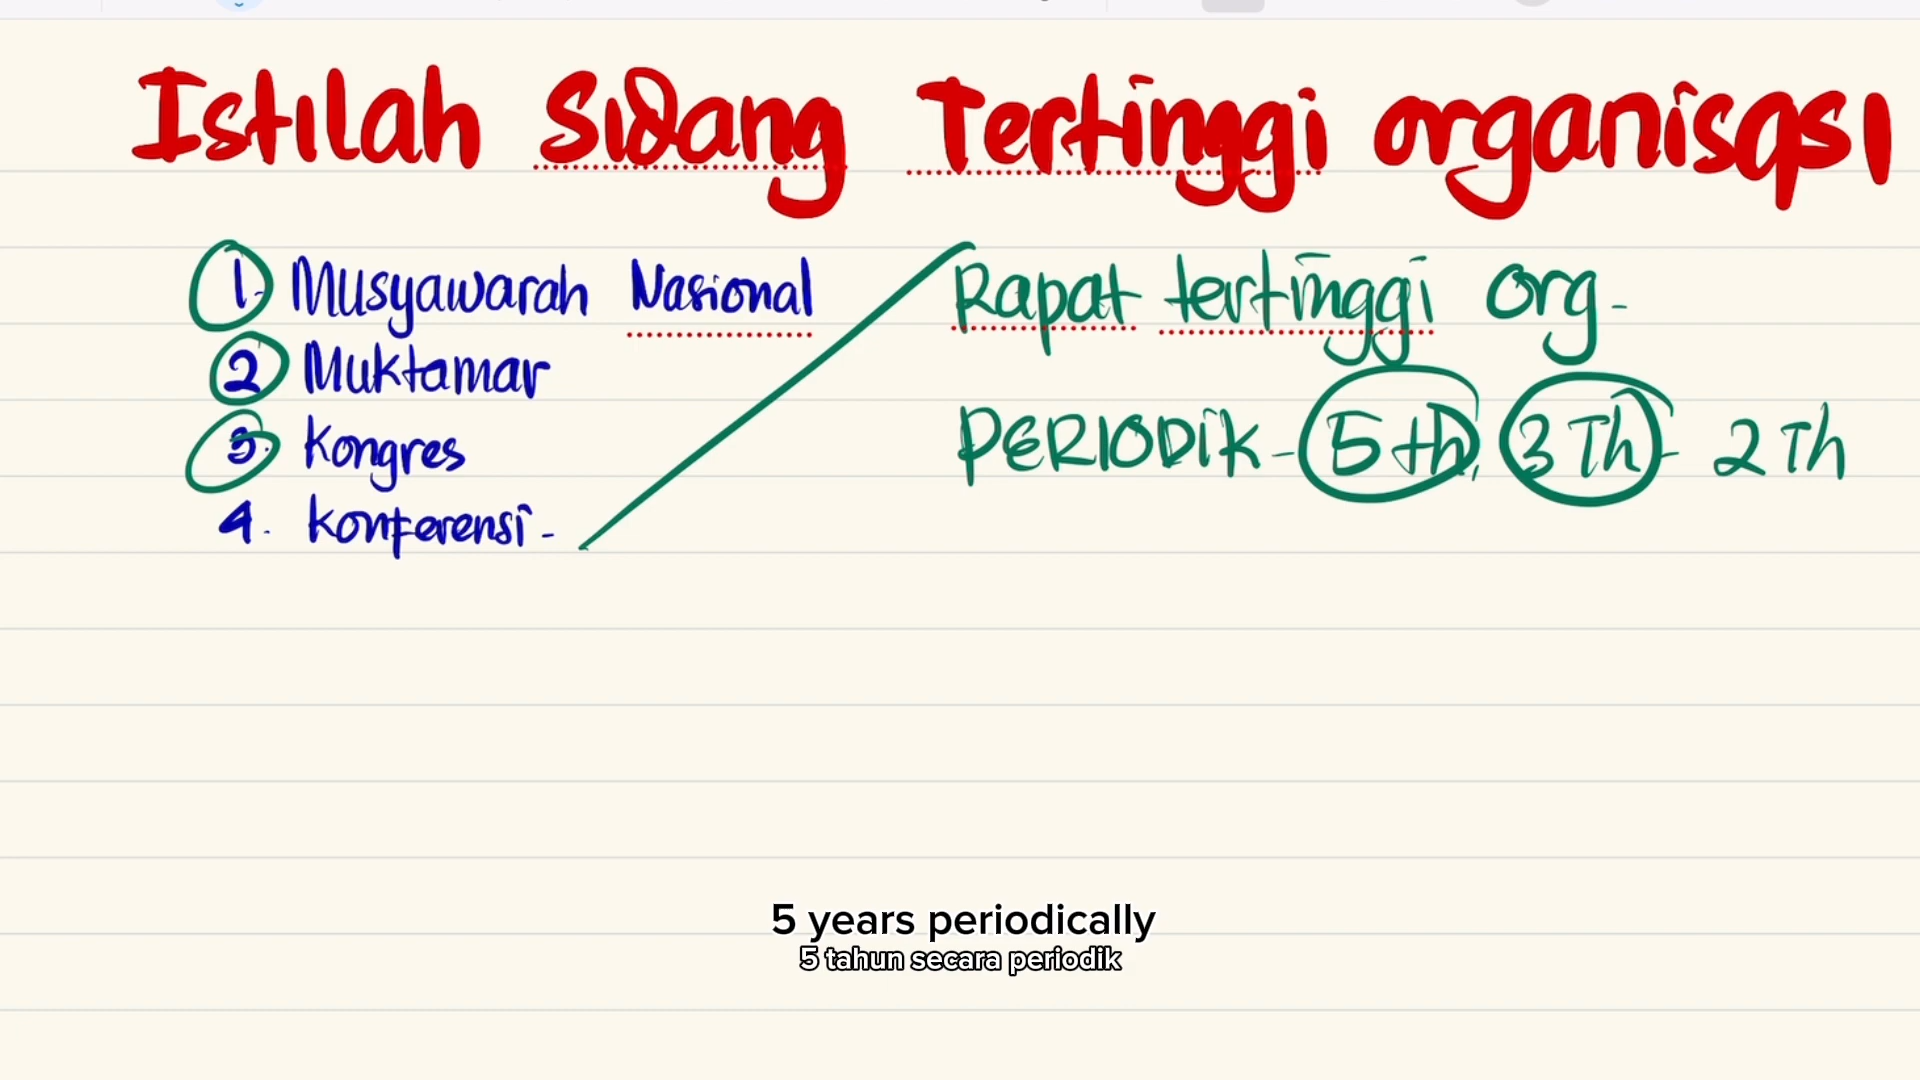 Istilah Sidang Tertinggi organisasi
1. Musyawarah Nasional
2 Muktamar
3. Kongres
4. Konferensi -
Rapat tertinggi org-
PERIODIK - 5 th, 3 Th - 2 Th
5 years periodically
5 tahun secara periodik